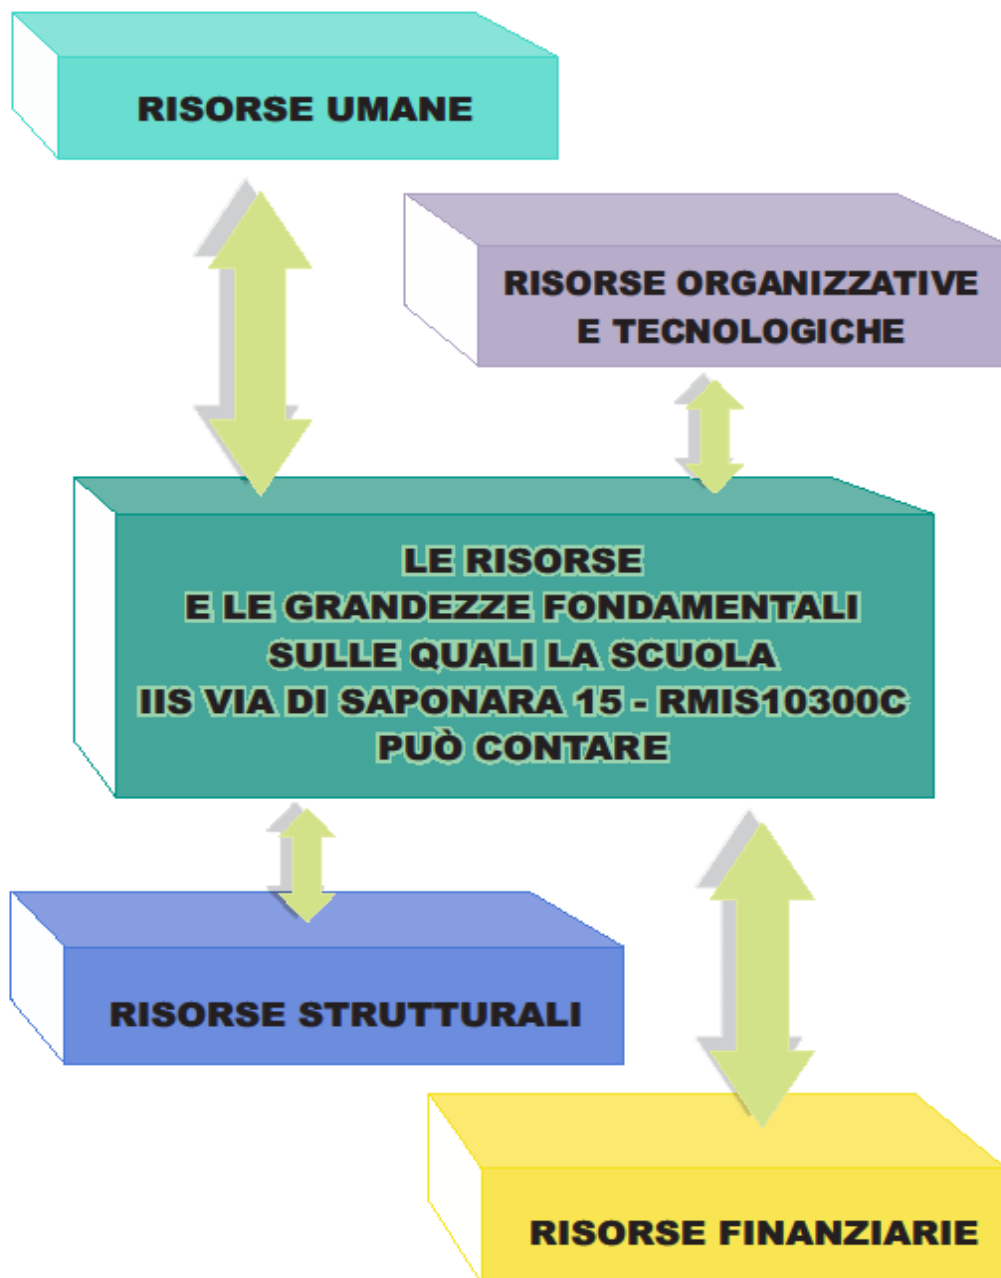 RISORSE UMANE
RISORSE ORGANIZZATIVE
E TECNOLOGICHE
LE RISORSE
E LE GRANDEZZE FONDAMENTALI
SULLE QUALI LA SCUOLA
IIS VIA DI SAPONARA 15 - RMIS10300C
PUÒ CONTARE
RISORSE STRUTTURALI
RISORSE FINANZIARIE